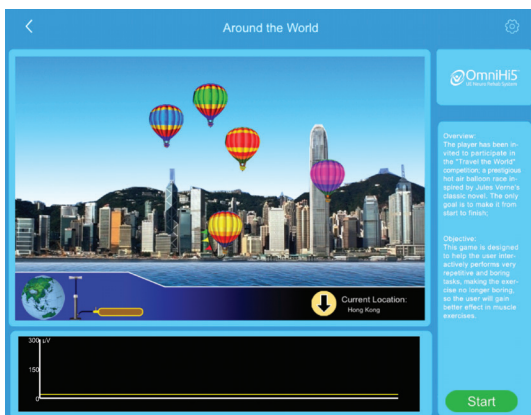 Around the World
OmniHi5
Overview:
The player has been in-
vited to participate in
the "Travel the World"
competition; a prestigious
hot air balloon race in-
spired by Jules Verne's
classic novel. The only
goal is to make it from
start to finish;
Objective:
This game is designed
to help the user inter-
actively performs very
repetitive and boring
tasks, making the exer-
cise no longer boring,
so the user will gain
better effect in muscle
exercises.
Current Location:
Hong Kong
300 µV
150
0
Start